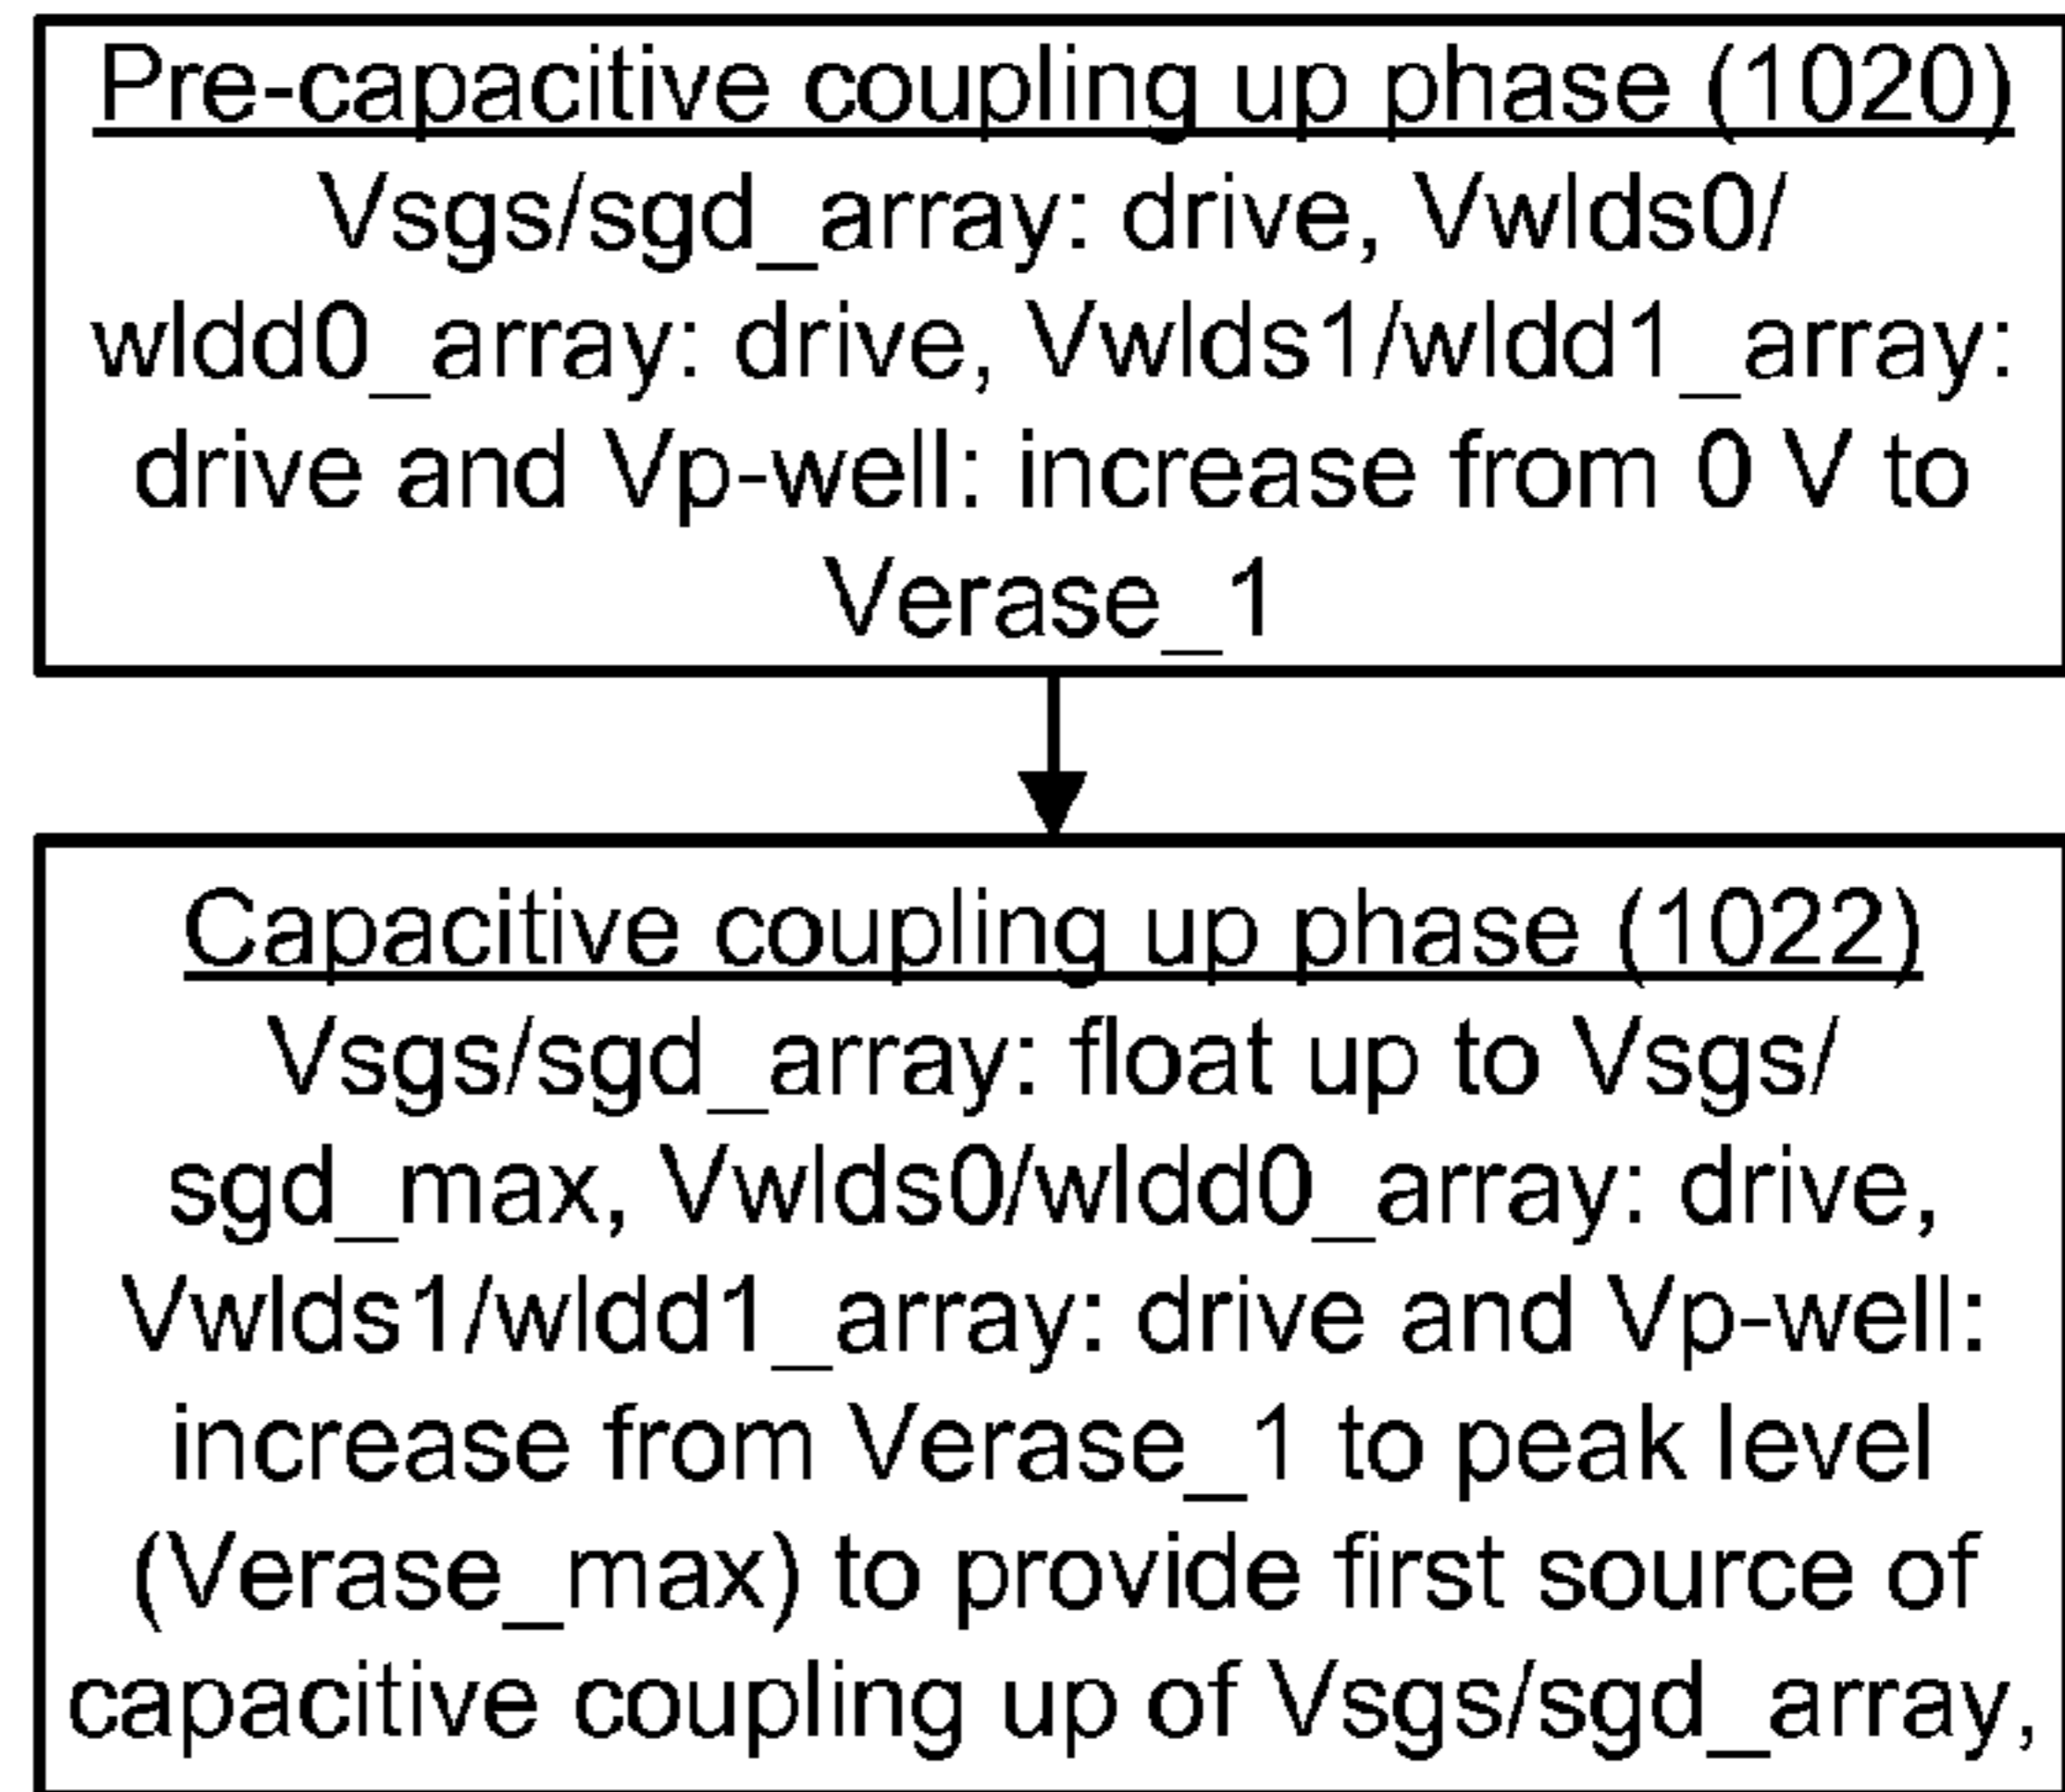 Pre-capacitive coupling up phase (1020)
Vsgs/sgd_array: drive, Vwlds0/
wldd0_array: drive, Vwlds1/wldd1_array:
drive and Vp-well: increase from 0 V to
Verase_1
Capacitive coupling up phase (1022)
Vsgs/sgd_array: float up to Vsgs/
sgd_max, Vwlds0/wldd0_array: drive,
Vwlds1/wldd1_array: drive and Vp-well:
increase from Verase_1 to peak level
(Verase_max) to provide first source of
capacitive coupling up of Vsgs/sgd_array,